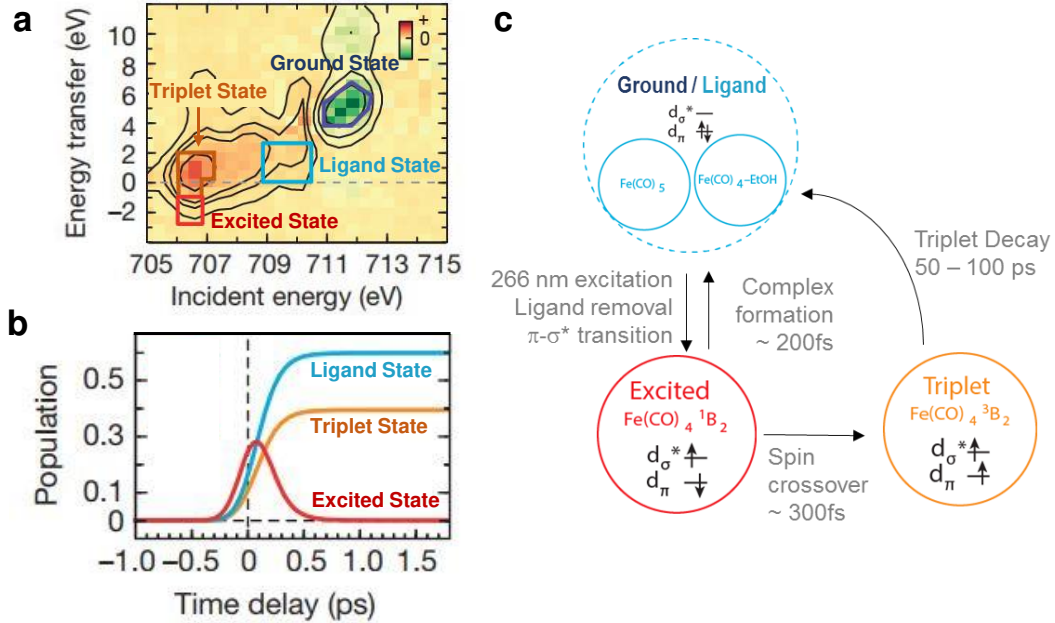 a
Energy transfer (eV)
10
8
6
4
2
0
−2
+
0
−
Ground State
Triplet State
Ligand State
Excited State
705 707 709 711 713 715
Incident energy (eV)
b
Population
0.5
0.3
0.1
0
Ligand State
Triplet State
Excited State
−1.0 −0.5 0 0.5 1.0 1.5
Time delay (ps)
c
Ground / Ligand
dσ*
dπ
Fe(CO) 5
Fe(CO) 4−EtOH
266 nm excitation
Ligand removal
π-σ* transition
Complex
formation
~ 200fs
Triplet Decay
50 – 100 ps
Excited
Fe(CO) 4 ¹B₂
dσ*
dπ
Spin
crossover
~ 300fs
Triplet
Fe(CO) 4 ³B₂
dσ*
dπ